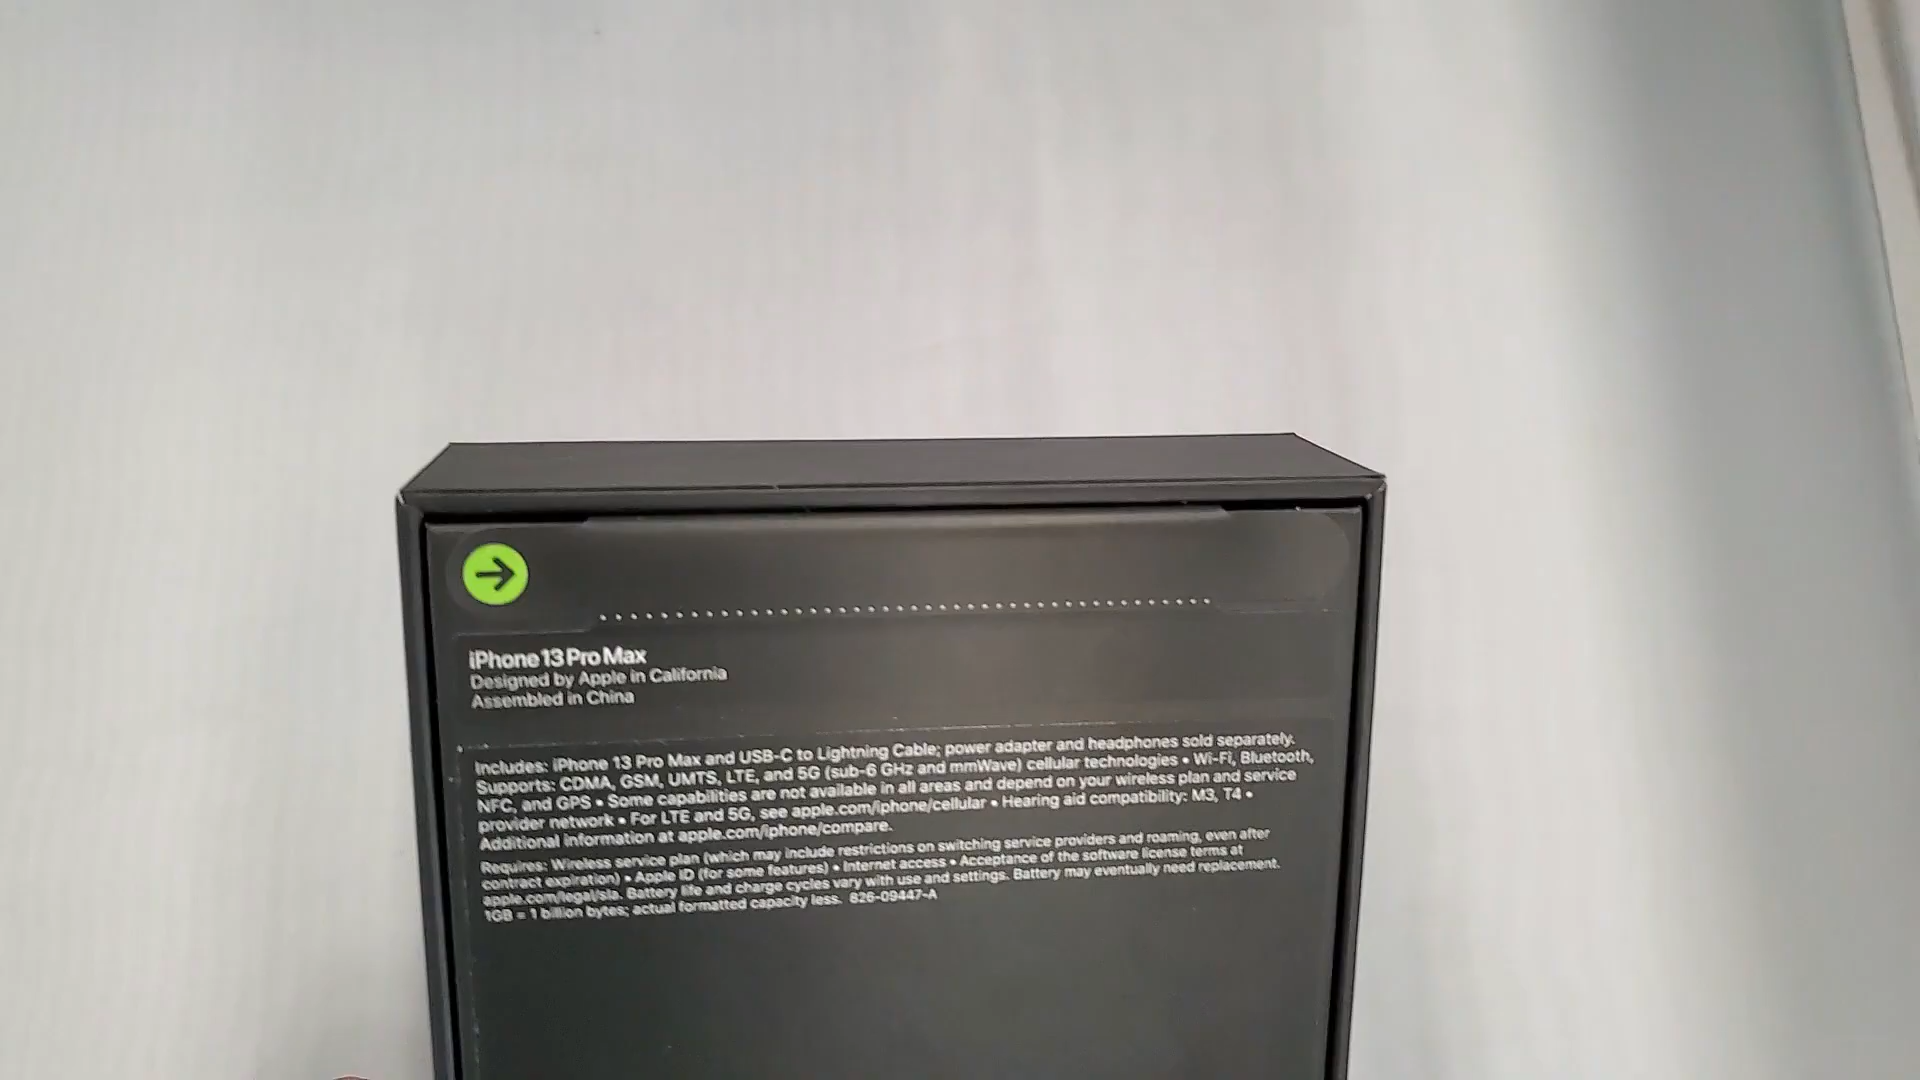 iPhone 13 Pro Max
Designed by Apple in California
Assembled in China
Includes: iPhone 13 Pro Max and USB-C to Lightning Cable; power adapter and headphones sold separately.
Supports: CDMA, GSM, UMTS, LTE, and 5G (sub-6 GHz and mmWave) cellular technologies • Wi-Fi, Bluetooth,
NFC, and GPS • Some capabilities are not available in all areas and depend on your wireless plan and service
provider network • For LTE and 5G, see apple.com/iphone/cellular • Hearing aid compatibility: M3, T4 •
Additional information at apple.com/iphone/compare.
Requires: Wireless service plan (which may include restrictions on switching service providers and roaming, even after
contract expiration) • Apple ID (for some features) • Internet access • Acceptance of the software license terms at
apple.com/legal/sla. Battery life and charge cycles vary with use and settings. Battery may eventually need replacement.
1GB = 1 billion bytes; actual formatted capacity less. 826-09447-A